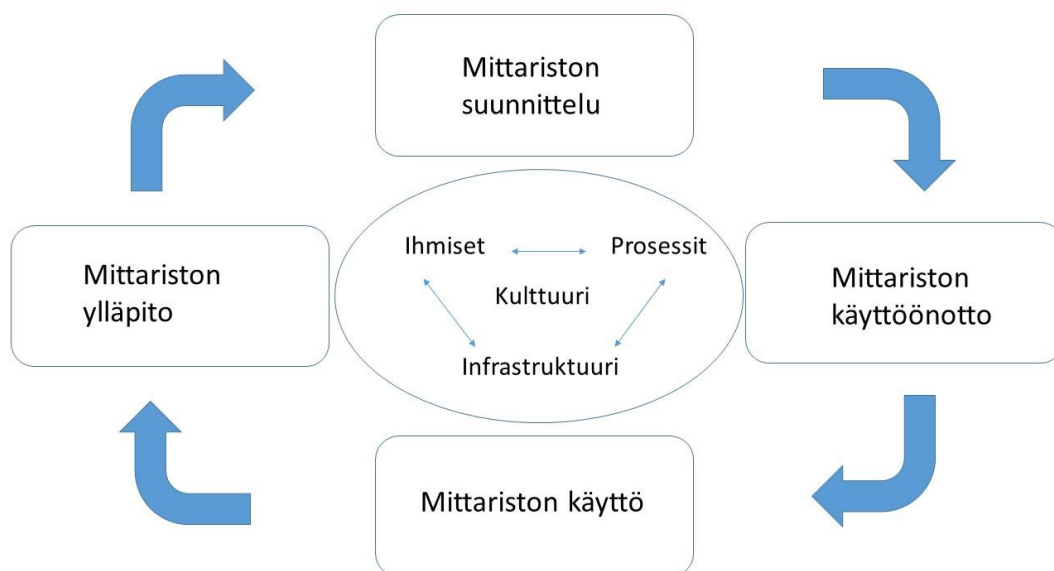 Mittariston
suunnittelu
Ihmiset
Prosessit
Kulttuuri
Infrastruktuuri
Mittariston
ylläpito
Mittariston
käyttöönotto
Mittariston käyttö